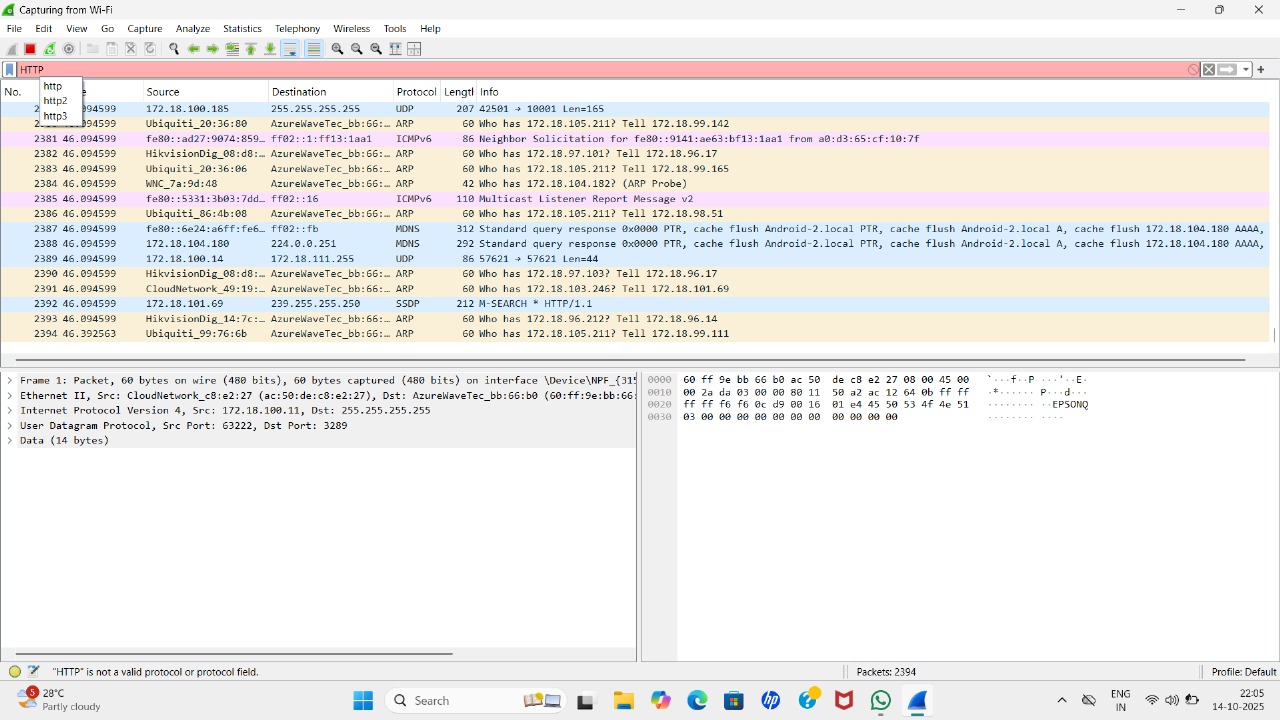 Capturing from Wi-Fi
File Edit View Go Capture Analyze Statistics Telephony Wireless Tools Help
HTTP
http
http2
http3
No. Source Destination Protocol Lengtl Info
172.18.100.185 255.255.255.255 UDP 207 42501 → 10001 Len=165
Ubiquiti_20:36:80 AzureWaveTec_bb:66:… ARP 60 Who has 172.18.105.211? Tell 172.18.99.142
2381 46.094599 fe80::ad27:9074:859… ff02::1:ff13:1aa1 ICMPv6 86 Neighbor Solicitation for fe80::9141:ae63:bf13:1aa1 from a0:d3:65:cf:10:7f
2382 46.094599 HikvisionDig_08:d8:… AzureWaveTec_bb:66:… ARP 60 Who has 172.18.97.101? Tell 172.18.96.17
2383 46.094599 Ubiquiti_20:36:06 AzureWaveTec_bb:66:… ARP 60 Who has 172.18.105.211? Tell 172.18.99.165
2384 46.094599 WNC_7a:9d:48 AzureWaveTec_bb:66:… ARP 42 Who has 172.18.104.182? (ARP Probe)
2385 46.094599 fe80::5331:3b03:7dd… ff02::16 ICMPv6 110 Multicast Listener Report Message v2
2386 46.094599 Ubiquiti_86:4b:08 AzureWaveTec_bb:66:… ARP 60 Who has 172.18.105.211? Tell 172.18.98.51
2387 46.094599 fe80::6e24:a6ff:fe6… ff02::fb MDNS 312 Standard query response 0x0000 PTR, cache flush Android-2.local PTR, cache flush Android-2.local A, cache flush 172.18.104.180 AAAA,
2388 46.094599 172.18.104.180 224.0.0.251 MDNS 292 Standard query response 0x0000 PTR, cache flush Android-2.local PTR, cache flush Android-2.local A, cache flush 172.18.104.180 AAAA,
2389 46.094599 172.18.100.14 172.18.111.255 UDP 86 57621 → 57621 Len=44
2390 46.094599 HikvisionDig_08:d8:… AzureWaveTec_bb:66:… ARP 60 Who has 172.18.97.103? Tell 172.18.96.17
2391 46.094599 CloudNetwork_49:19:… AzureWaveTec_bb:66:… ARP 60 Who has 172.18.103.246? Tell 172.18.101.69
2392 46.094599 172.18.101.69 239.255.255.250 SSDP 212 M-SEARCH * HTTP/1.1
2393 46.094599 HikvisionDig_14:7c:… AzureWaveTec_bb:66:… ARP 60 Who has 172.18.96.212? Tell 172.18.96.14
2394 46.392563 Ubiquiti_99:76:6b AzureWaveTec_bb:66:… ARP 60 Who has 172.18.105.211? Tell 172.18.99.111
Frame 1: Packet, 60 bytes on wire (480 bits), 60 bytes captured (480 bits) on interface \Device\NPF_{315
Ethernet II, Src: CloudNetwork_c8:e2:27 (ac:50:de:c8:e2:27), Dst: AzureWaveTec_bb:66:b0 (60:ff:9e:bb:66:
Internet Protocol Version 4, Src: 172.18.100.11, Dst: 255.255.255.255
User Datagram Protocol, Src Port: 63222, Dst Port: 3289
Data (14 bytes)
0000 60 ff 9e bb 66 b0 ac 50 de c8 e2 27 08 00 45 00 `···f··P ···'··E·
0010 00 2a da 03 00 00 80 11 50 a2 ac 12 64 0b ff ff ·*······ P···d···
0020 ff ff f6 f6 0c d9 00 16 01 e4 45 50 53 4f 4e 51 ········ ··EPSONQ
0030 03 00 00 00 00 00 00 00 00 00 00 00 ········ ····
"HTTP" is not a valid protocol or protocol field.
Packets: 2394
Profile: Default
5
28°C
Partly cloudy
Search
ENG
IN
22:05
14-10-2025